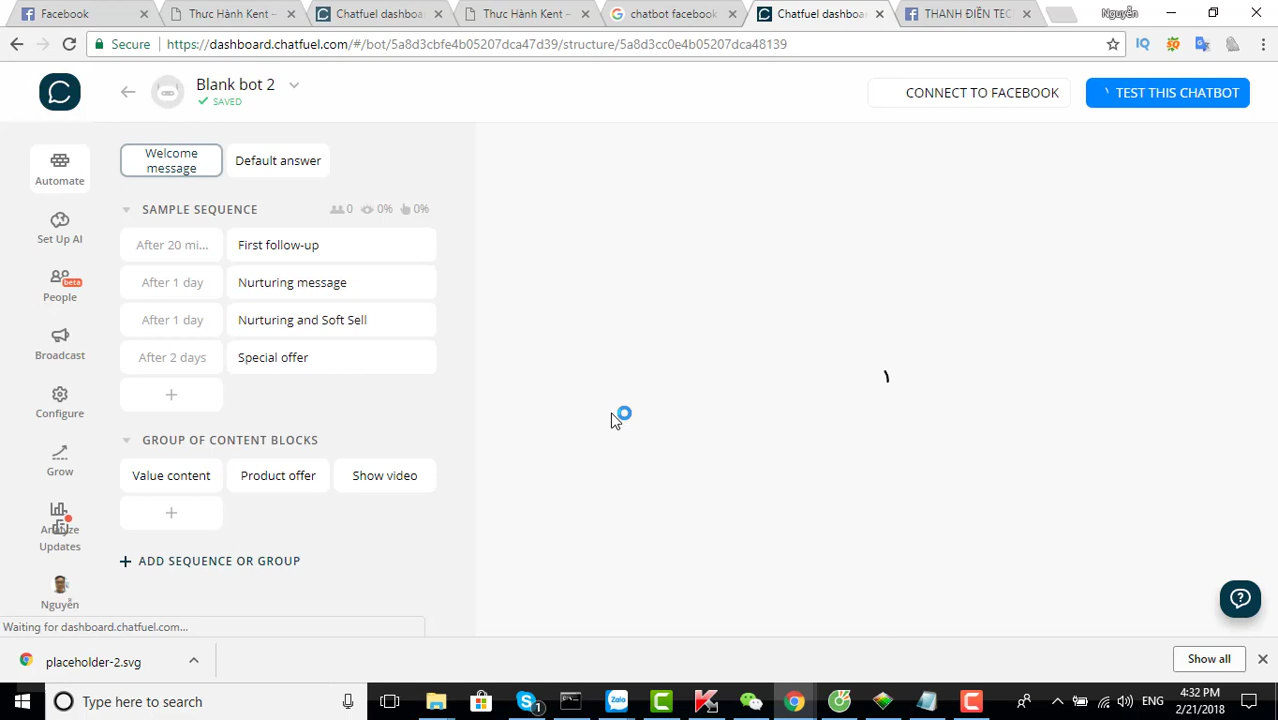 Facebook
Thực Hành Kent –
Chatfuel dashboa
Thực Hành Kent –
chatbot facebook
Chatfuel dashboa
THANH ĐIỀN TEC
Nguyễn
Secure
https://dashboard.chatfuel.com/#/bot/5a8d3cbfe4b05207dca47d39/structure/5a8d3cc0e4b05207dca48139
Blank bot 2
SAVED
CONNECT TO FACEBOOK
TEST THIS CHATBOT
Automate
Set Up AI
People
beta
Broadcast
Configure
Grow
Analyze
Updates
Nguyễn
Welcome message
Default answer
SAMPLE SEQUENCE
0
0%
0%
After 20 mi...
First follow-up
After 1 day
Nurturing message
After 1 day
Nurturing and Soft Sell
After 2 days
Special offer
GROUP OF CONTENT BLOCKS
Value content
Product offer
Show video
ADD SEQUENCE OR GROUP
Waiting for dashboard.chatfuel.com...
placeholder-2.svg
Show all
Type here to search
Zalo
1
ENG
4:32 PM
2/21/2018